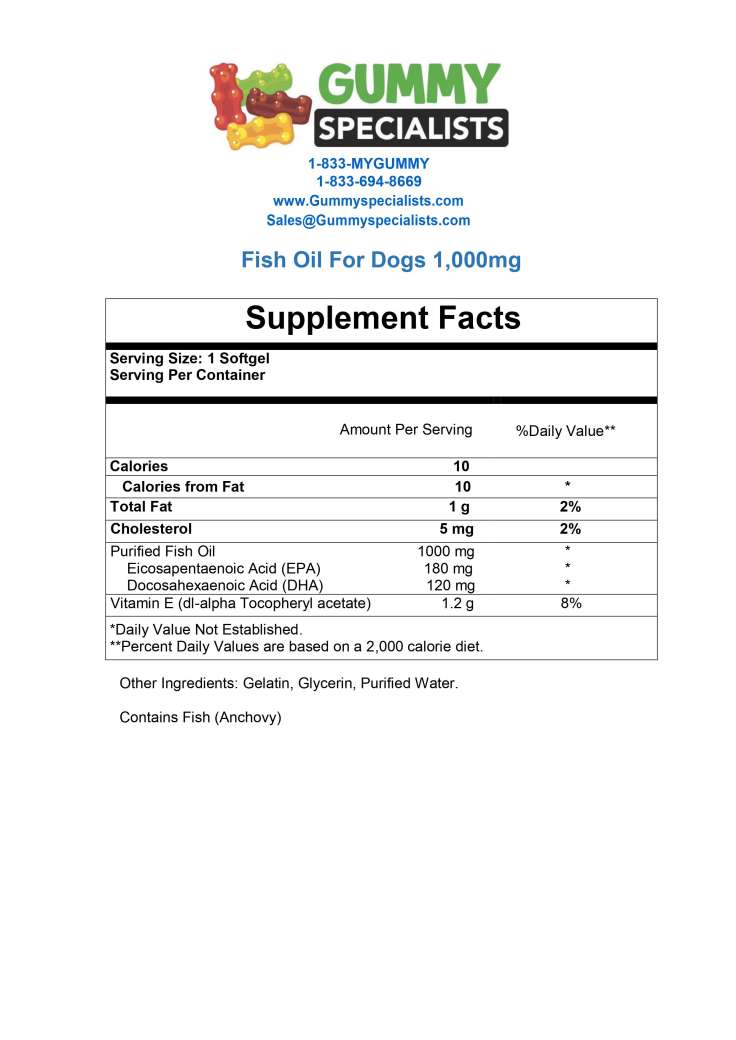 GUMMY
SPECIALISTS
1-833-MYGUMMY
1-833-694-8669
www.Gummyspecialists.com
Sales@Gummyspecialists.com
Fish Oil For Dogs 1,000mg
Supplement Facts
Serving Size: 1 Softgel
Serving Per Container
Amount Per Serving %Daily Value**
Calories 10
Calories from Fat 10 *
Total Fat 1 g 2%
Cholesterol 5 mg 2%
Purified Fish Oil 1000 mg *
Eicosapentaenoic Acid (EPA) 180 mg *
Docosahexaenoic Acid (DHA) 120 mg *
Vitamin E (dl-alpha Tocopheryl acetate) 1.2 g 8%
*Daily Value Not Established.
**Percent Daily Values are based on a 2,000 calorie diet.
Other Ingredients: Gelatin, Glycerin, Purified Water.
Contains Fish (Anchovy)